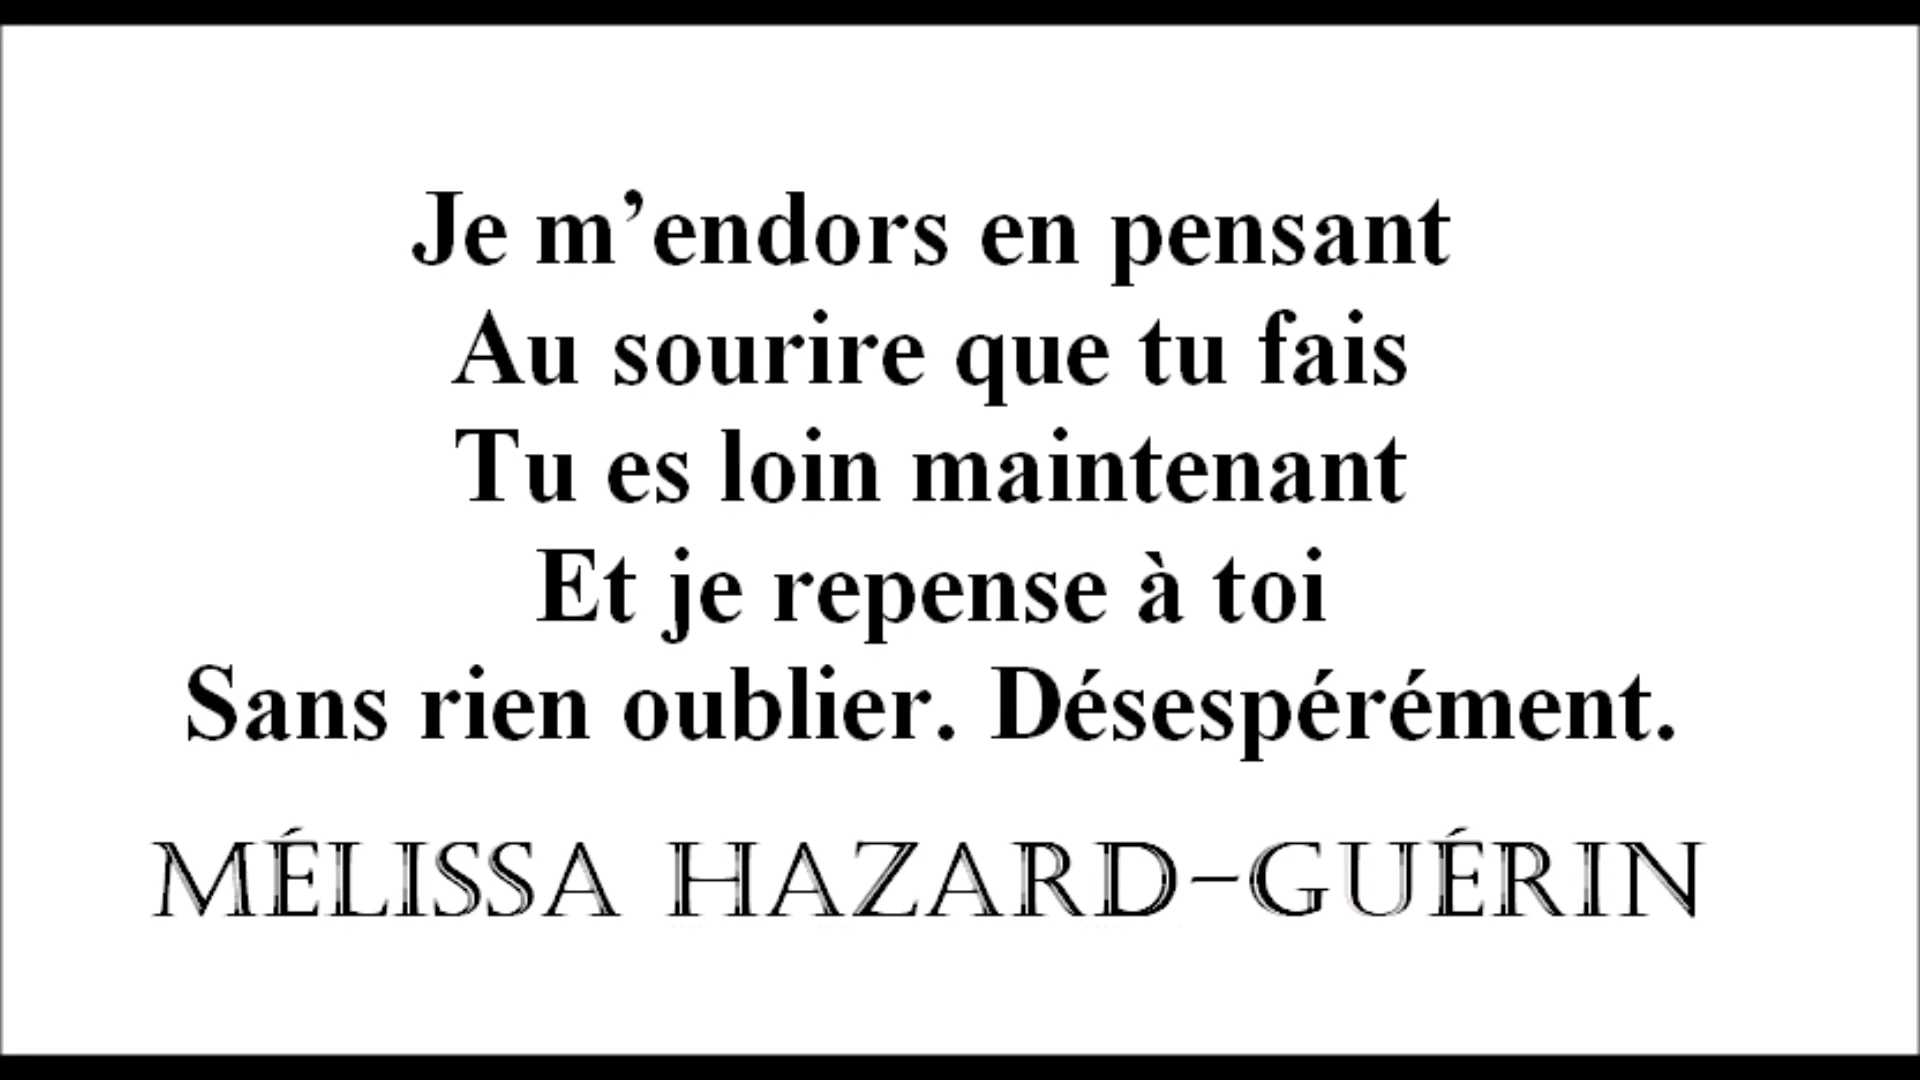 Je m’endors en pensant
Au sourire que tu fais
Tu es loin maintenant
Et je repense à toi
Sans rien oublier. Désespérément.
MÉLISSA HAZARD-GUÉRIN